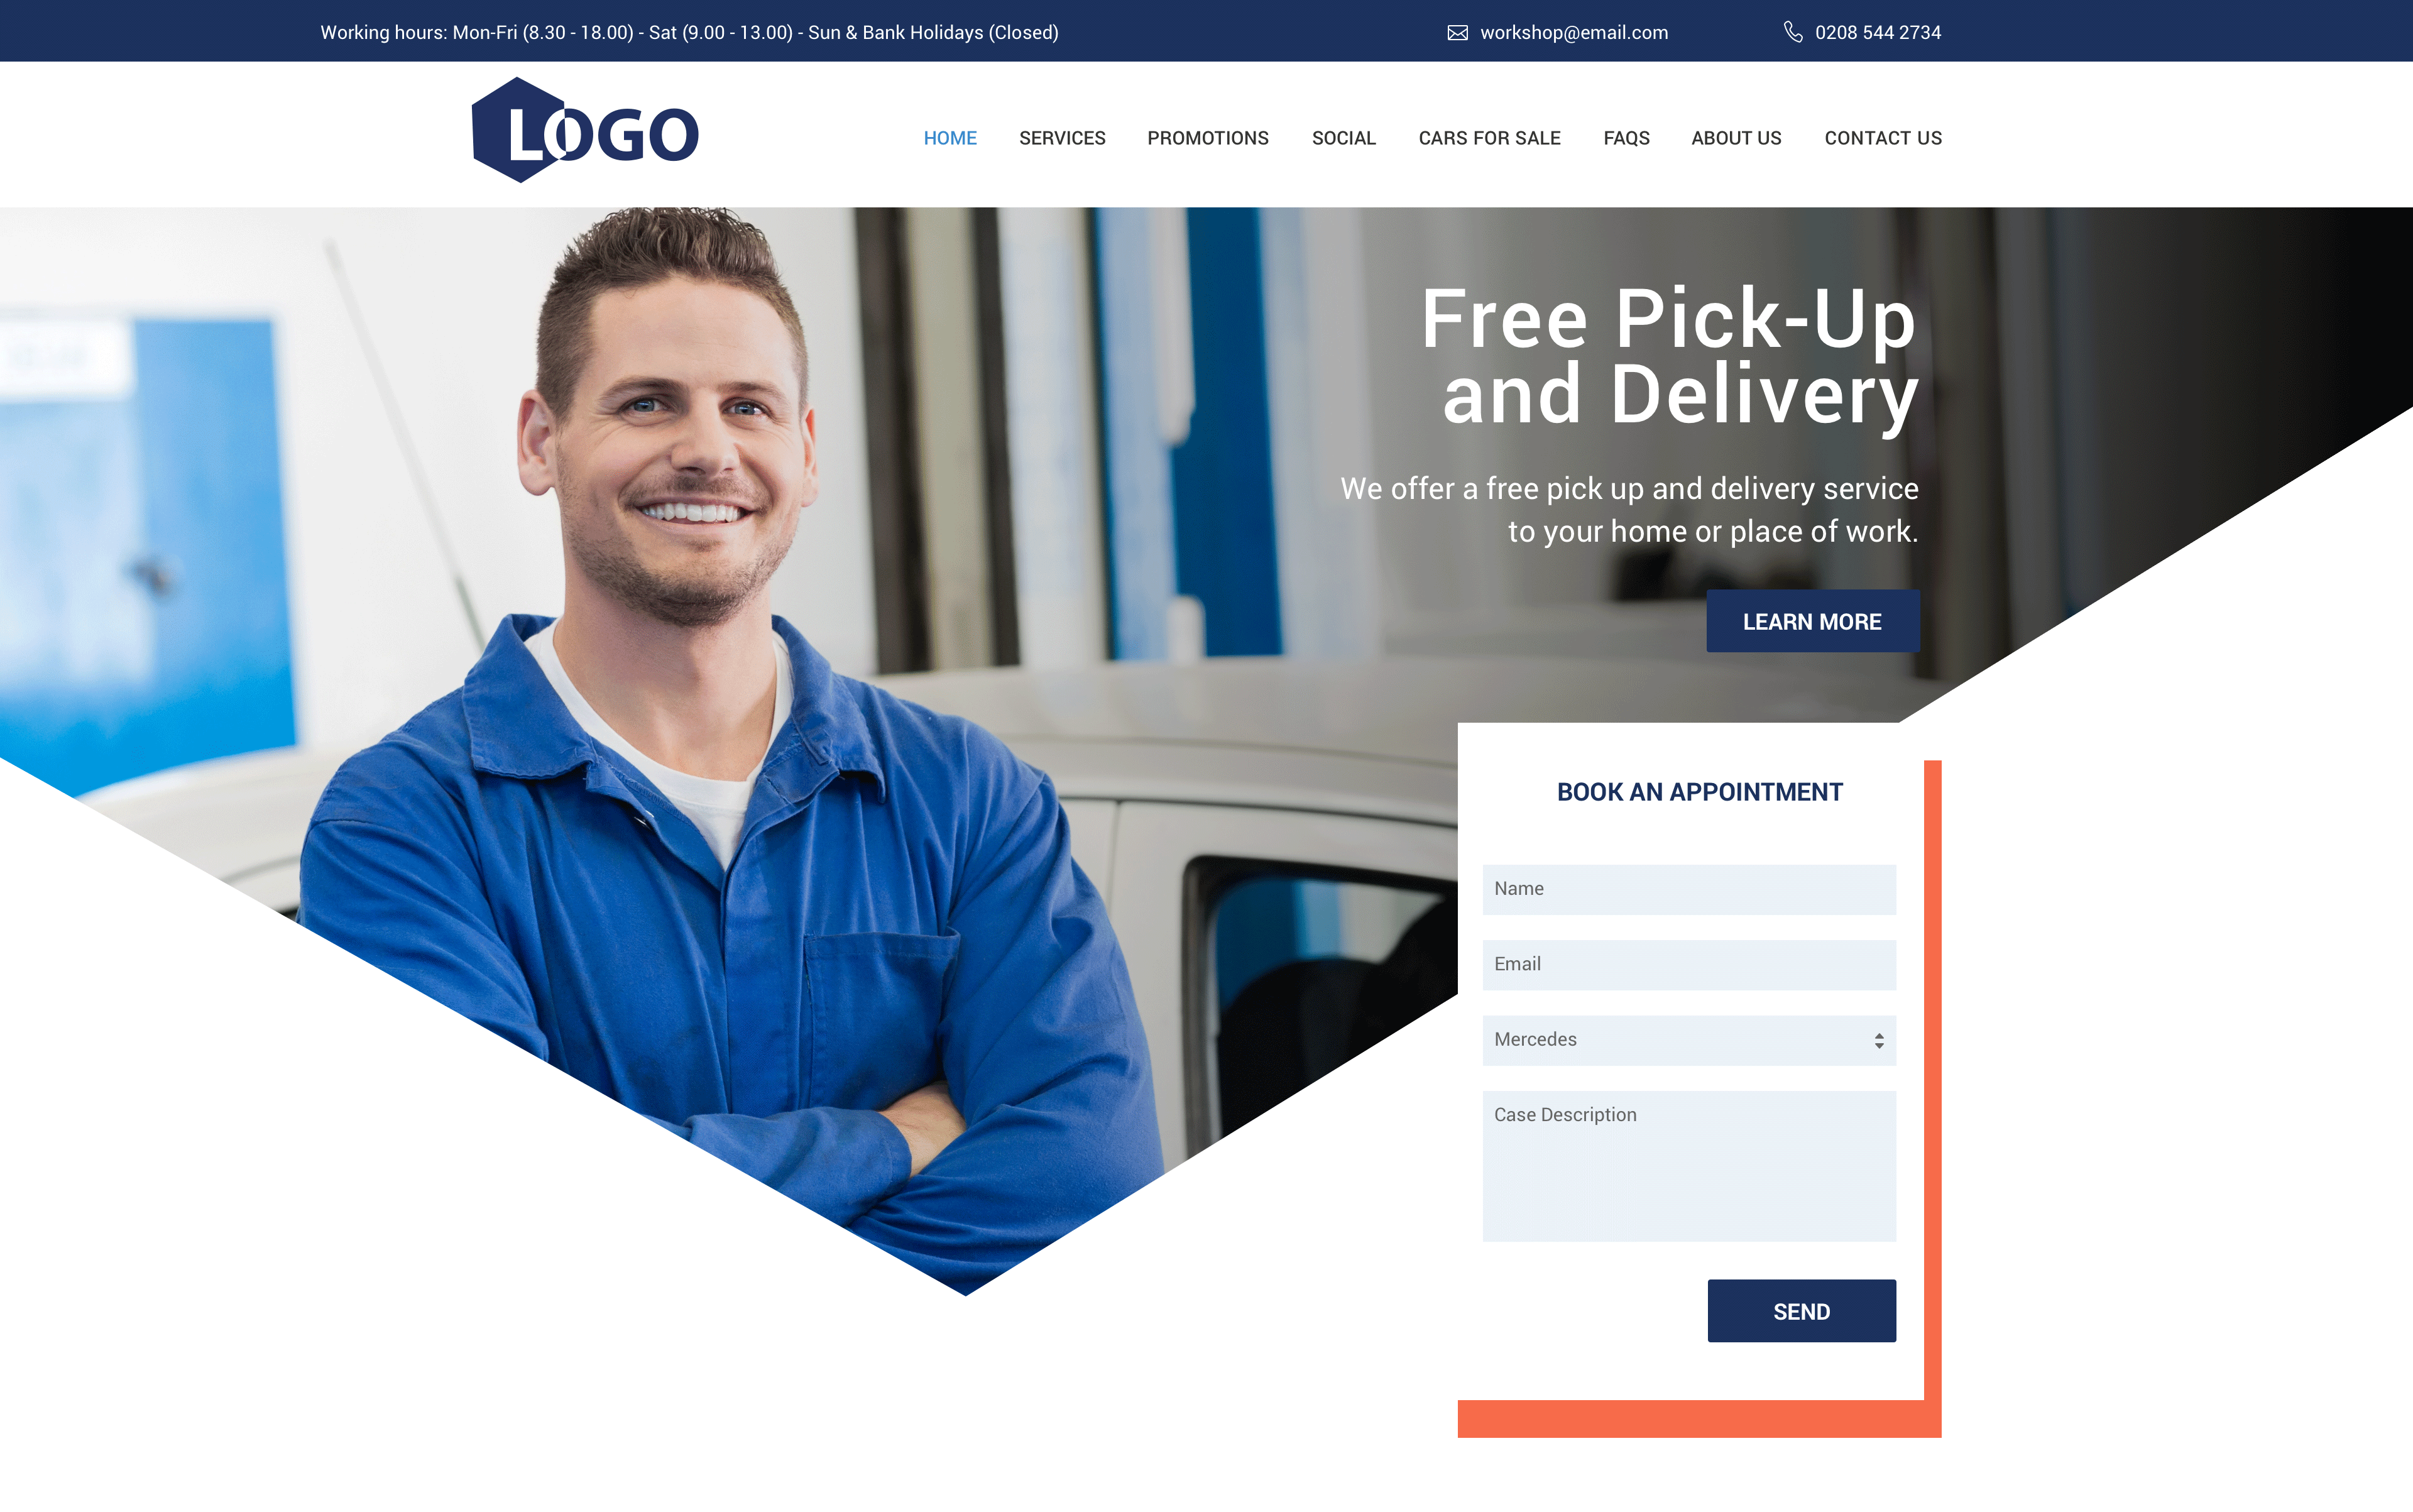 Working hours: Mon-Fri (8.30 - 18.00) - Sat (9.00 - 13.00) - Sun & Bank Holidays (Closed)
workshop@email.com
0208 544 2734
LOGO
HOME SERVICES PROMOTIONS SOCIAL CARS FOR SALE FAQS ABOUT US CONTACT US
Free Pick-Up
and Delivery
We offer a free pick up and delivery service
to your home or place of work.
LEARN MORE
BOOK AN APPOINTMENT
Name
Email
Mercedes
Case Description
SEND